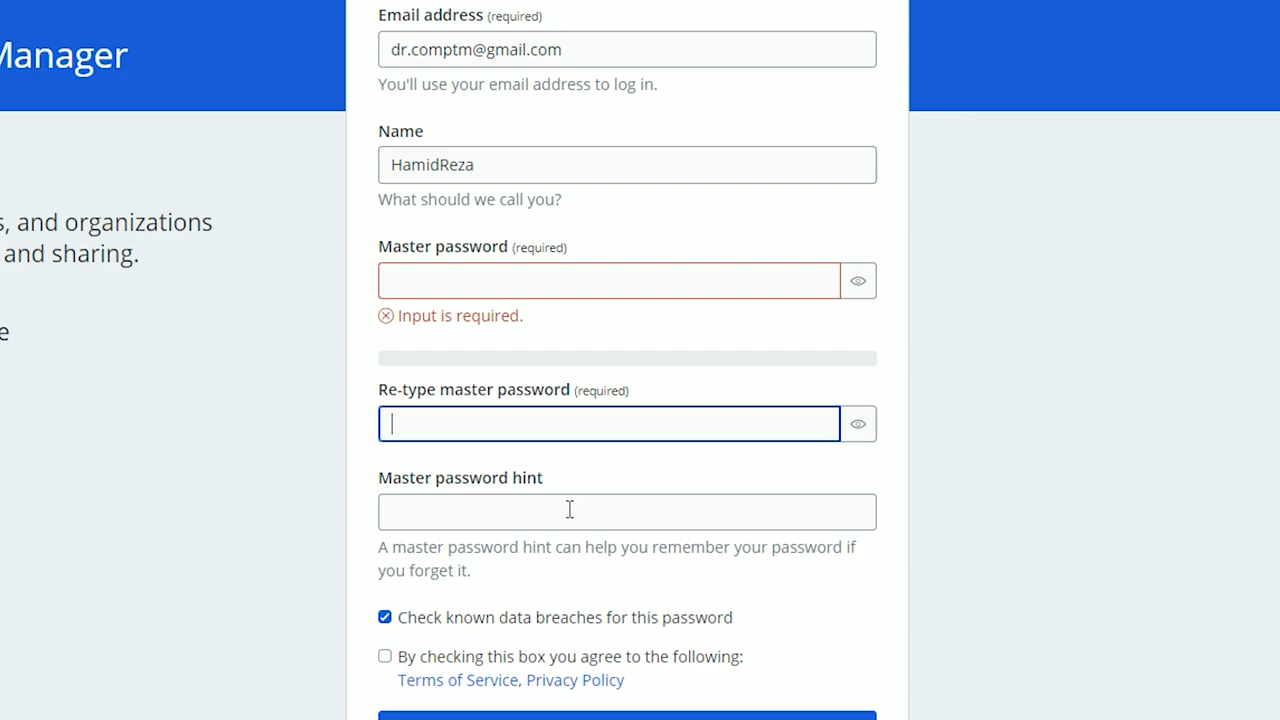 Email address (required)
Manager
dr.comptm@gmail.com
You'll use your email address to log in.
Name
HamidReza
What should we call you?
s, and organizations
and sharing.
Master password (required)
Input is required.
e
Re-type master password (required)
Master password hint
A master password hint can help you remember your password if
you forget it.
Check known data breaches for this password
By checking this box you agree to the following:
Terms of Service, Privacy Policy